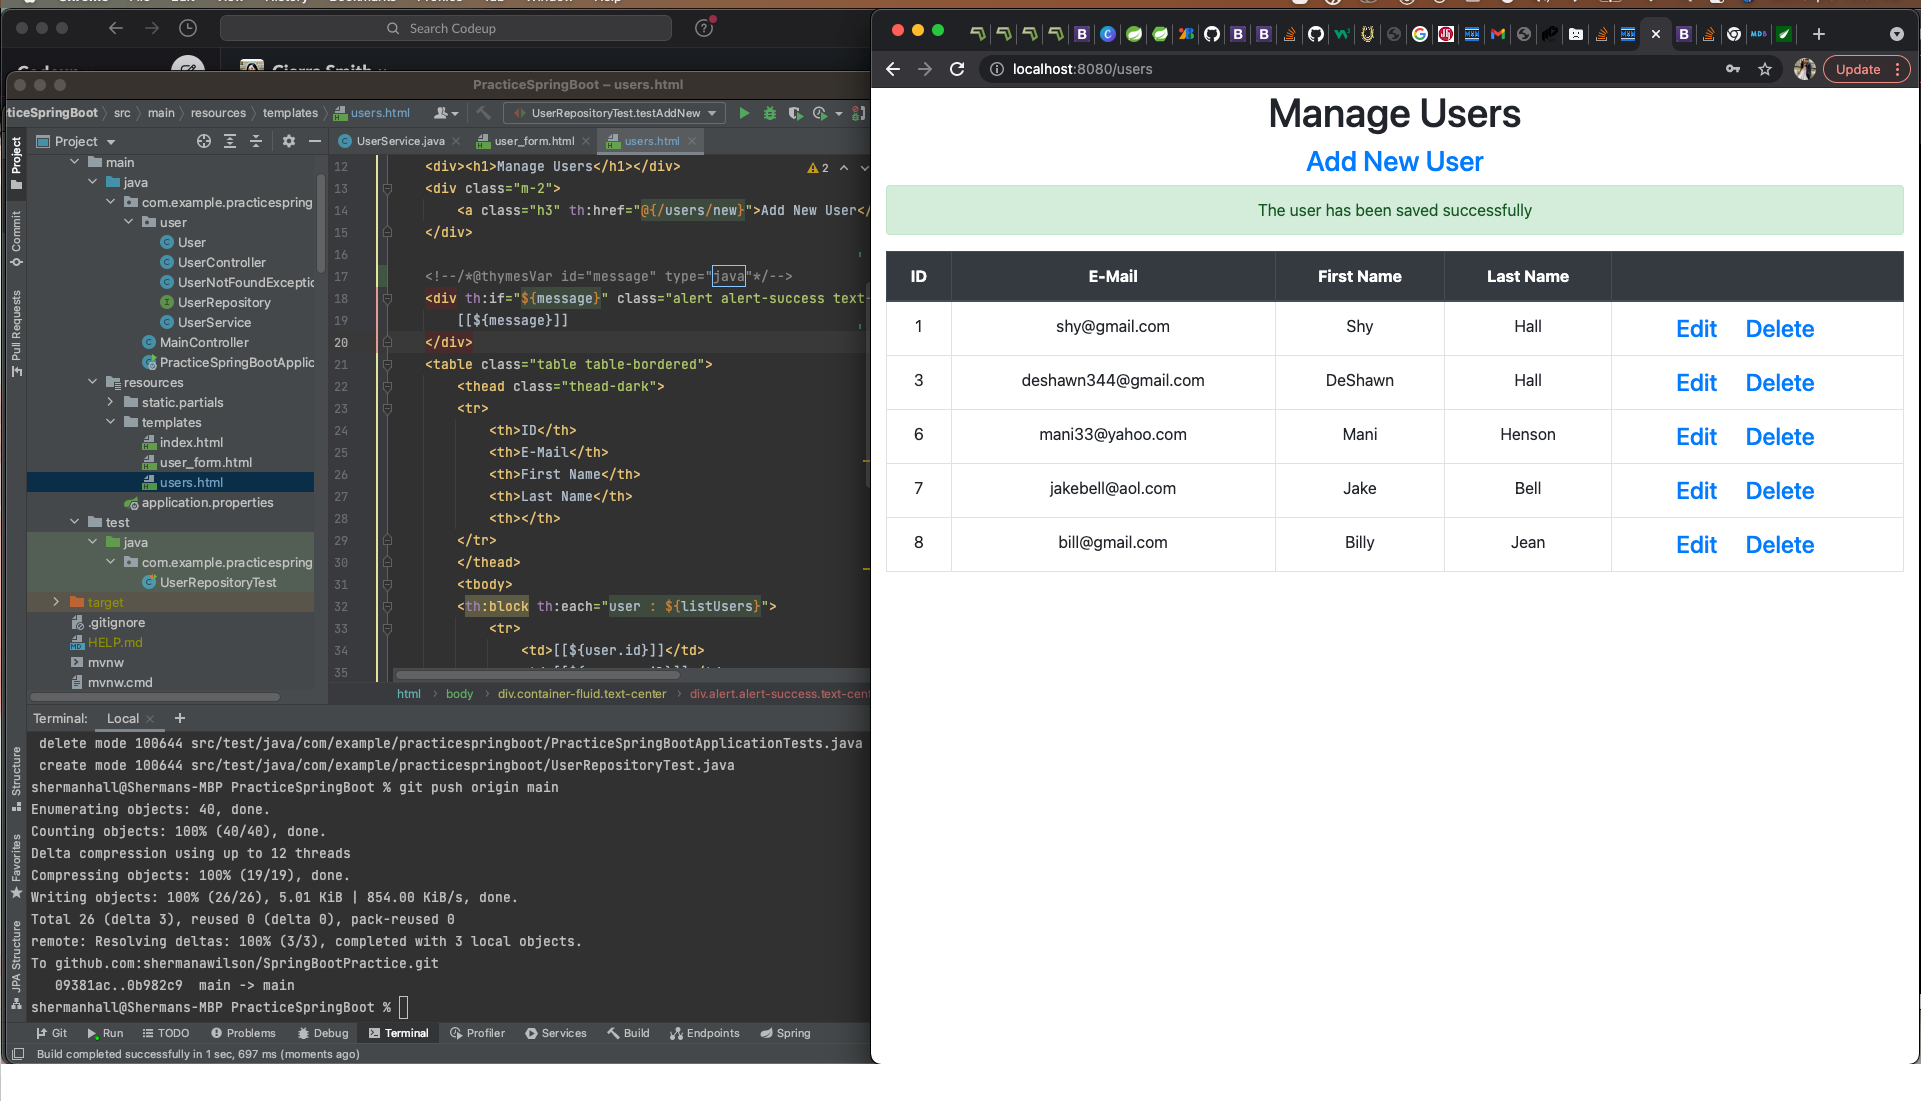 Search Codeup
Cierra Smith
PracticeSpringBoot – users.html
ticeSpringBoot src main resources templates users.html UserRepositoryTest.testAddNew
Project
UserService.java user_form.html users.html
main
java
com.example.practicespring
user
User
UserController
UserNotFoundExceptic
UserRepository
UserService
MainController
PracticeSpringBootApplic
resources
static.partials
templates
index.html
user_form.html
users.html
application.properties
test
java
com.example.practicespring
UserRepositoryTest
target
.gitignore
HELP.md
mvnw
mvnw.cmd
Project
Commit
Pull Requests
Structure
Favorites
JPA Structure
2
12 <div><h1>Manage Users</h1></div>
13 <div class="m-2">
14 <a class="h3" th:href="@{/users/new}">Add New User</
15 </div>
16
17 <!--/*@thymesVar id="message" type="java"*/-->
18 <div th:if="${message}" class="alert alert-success text-
19 [[${message}]]
20 </div>
21 <table class="table table-bordered">
22 <thead class="thead-dark">
23 <tr>
24 <th>ID</th>
25 <th>E-Mail</th>
26 <th>First Name</th>
27 <th>Last Name</th>
28 <th></th>
29 </tr>
30 </thead>
31 <tbody>
32 <th:block th:each="user : ${listUsers}">
33 <tr>
34 <td>[[${user.id}]]</td>
35
html body div.container-fluid.text-center div.alert.alert-success.text-cent
Terminal: Local
delete mode 100644 src/test/java/com/example/practicespringboot/PracticeSpringBootApplicationTests.java
create mode 100644 src/test/java/com/example/practicespringboot/UserRepositoryTest.java
shermanhall@Shermans-MBP PracticeSpringBoot % git push origin main
Enumerating objects: 40, done.
Counting objects: 100% (40/40), done.
Delta compression using up to 12 threads
Compressing objects: 100% (19/19), done.
Writing objects: 100% (26/26), 5.01 KiB | 854.00 KiB/s, done.
Total 26 (delta 3), reused 0 (delta 0), pack-reused 0
remote: Resolving deltas: 100% (3/3), completed with 3 local objects.
To github.com:shermanawilson/SpringBootPractice.git
09381ac..0b982c9 main -> main
shermanhall@Shermans-MBP PracticeSpringBoot %
Git Run TODO Problems Debug Terminal Profiler Services Build Endpoints Spring
Build completed successfully in 1 sec, 697 ms (moments ago)
localhost:8080/users
Update
Manage Users
Add New User
The user has been saved successfully
ID E-Mail First Name Last Name
1 shy@gmail.com Shy Hall Edit Delete
3 deshawn344@gmail.com DeShawn Hall Edit Delete
6 mani33@yahoo.com Mani Henson Edit Delete
7 jakebell@aol.com Jake Bell Edit Delete
8 bill@gmail.com Billy Jean Edit Delete